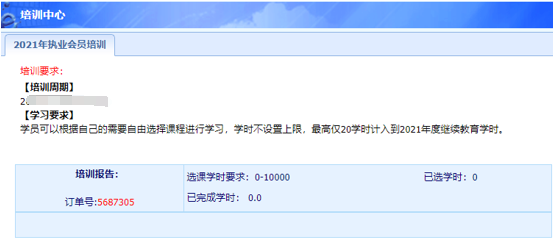 培训中心
2021年执业会员培训
培训要求:
【培训周期】
2
【学习要求】
学员可以根据自己的需要自由选择课程进行学习，学时不设置上限，最高仅20学时计入到2021年度继续教育学时。
培训报告: 选课学时要求：0-10000 已选学时：0
订单号:5687305 已完成学时： 0.0